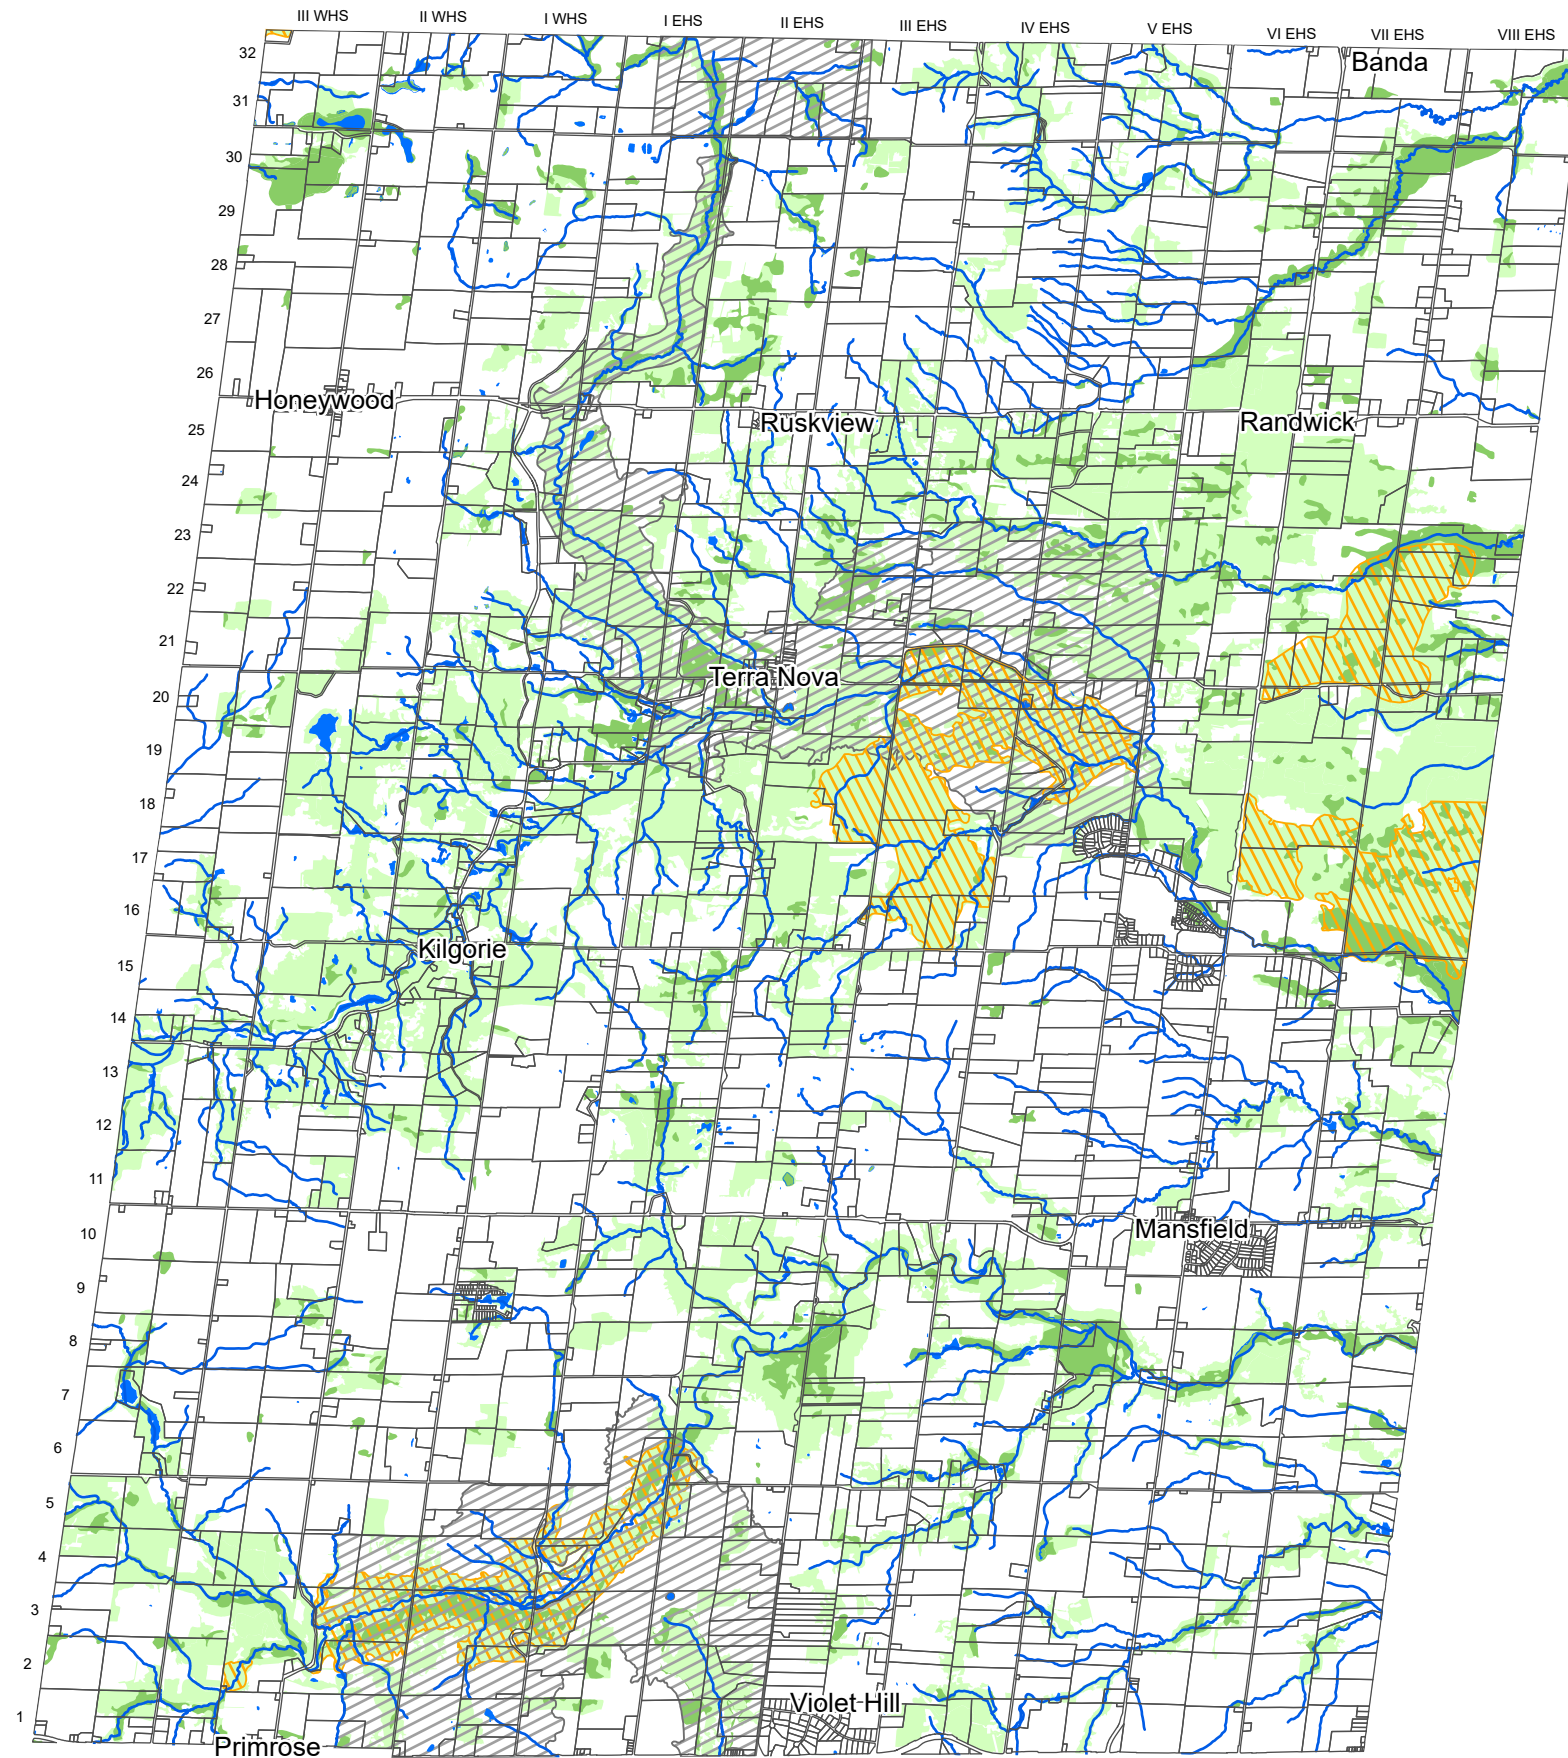 III WHS
II WHS
I WHS
I EHS
II EHS
III EHS
IV EHS
V EHS
VI EHS
VII EHS
VIII EHS
32
Banda
31
30
29
28
27
26
Honeywood
Ruskview
Randwick
25
24
23
22
21
Terra Nova
20
19
18
17
16
Kilgorie
15
14
13
12
11
Mansfield
10
9
8
7
6
5
4
3
2
Violet Hill
1
Primrose